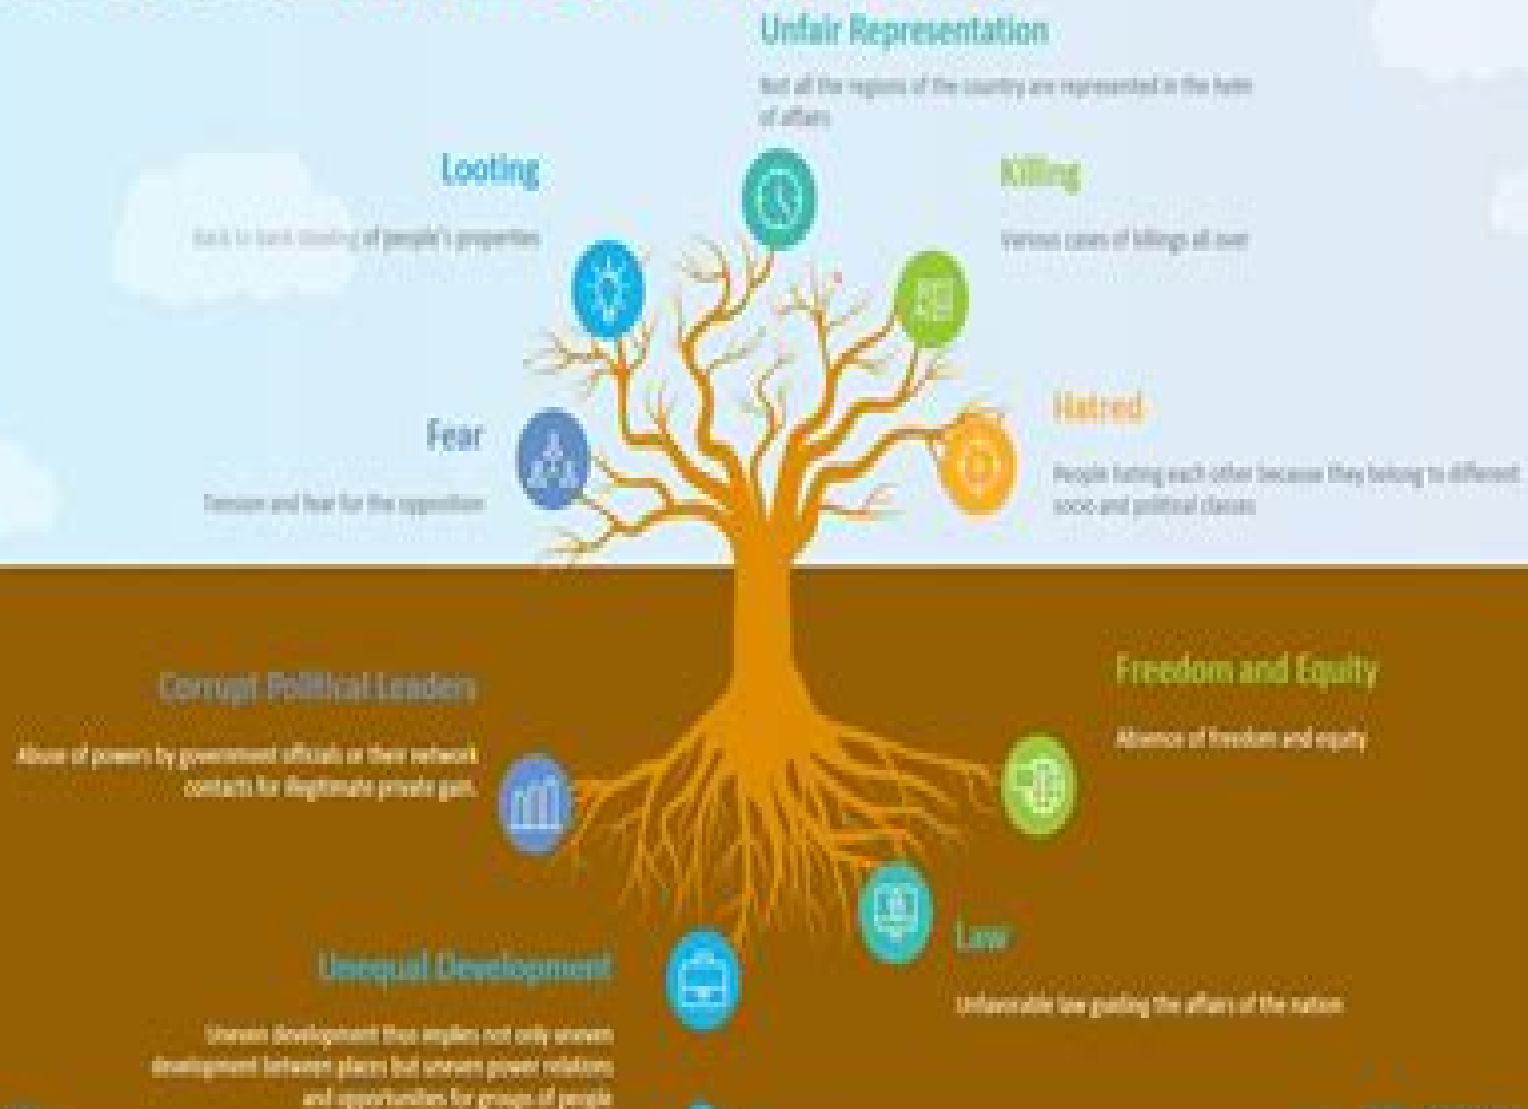 Unfair Representation
Not all the regions of the country are represented in the helm
of affairs
Looting
Back to back stealing of people's properties
Killing
Various cases of killings all over
Hatred
People hating each other because they belong to different
socio and political classes
Fear
Tension and fear for the opposition
Corrupt Political Leaders
Abuse of powers by government officials or their network
contacts for illegitimate private gain.
Freedom and Equity
Absence of freedom and equity
Law
Unfavorable law guiding the affairs of the nation
Unequal Development
Uneven development thus implies not only uneven
development between places but uneven power relations
and opportunities for groups of people